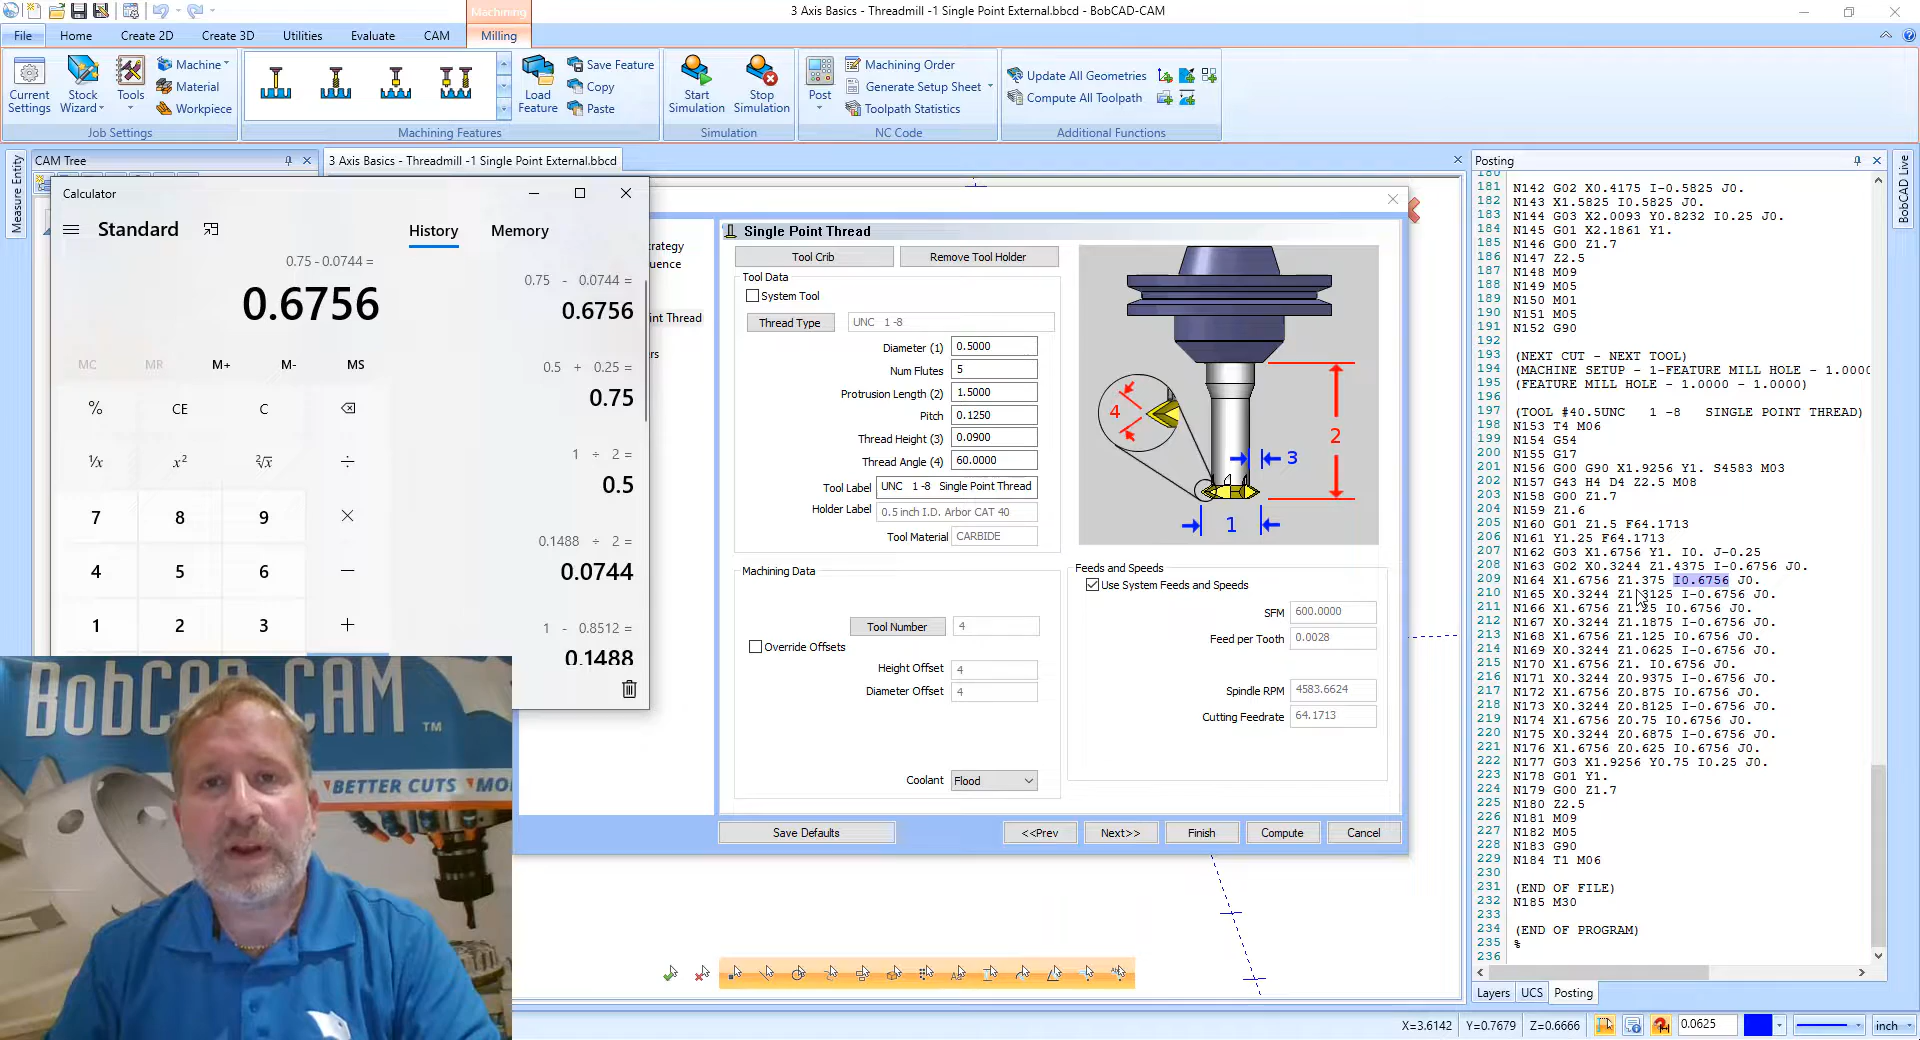 3 Axis Basics - Threadmill -1 Single Point External.bbcd - BobCAD-CAM
Machining
File Home Create 2D Create 3D Utilities Evaluate CAM Milling
Current Settings
Stock Wizard
Tools
Machine
Material
Workpiece
Job Settings
Load Feature
Save Feature
Copy
Paste
Machining Features
Start Simulation
Stop Simulation
Simulation
Post
Machining Order
Generate Setup Sheet
Toolpath Statistics
NC Code
Update All Geometries
Compute All Toolpath
Additional Functions
Measure Entity
CAM Tree
3 Axis Basics - Threadmill -1 Single Point External.bbcd
Calculator
Standard
History Memory
0.75 - 0.0744 =
0.6756
MC MR M+ M- MS
% CE C
¹/x x² ²√x ÷
7 8 9 ×
4 5 6 −
1 2 3 +
0.75 - 0.0744 =
0.6756
0.5 + 0.25 =
0.75
1 ÷ 2 =
0.5
0.1488 ÷ 2 =
0.0744
1 - 0.8512 =
0.1488
Single Point Thread
Tool Crib
Remove Tool Holder
Tool Data
System Tool
Thread Type UNC 1 -8
Diameter (1) 0.5000
Num Flutes 5
Protrusion Length (2) 1.5000
Pitch 0.1250
Thread Height (3) 0.0900
Thread Angle (4) 60.0000
Tool Label UNC 1 -8 Single Point Thread
Holder Label 0.5 inch I.D. Arbor CAT 40
Tool Material CARBIDE
4
2
3
1
Machining Data
Tool Number 4
Override Offsets
Height Offset 4
Diameter Offset 4
Coolant Flood
Feeds and Speeds
Use System Feeds and Speeds
SFM 600.0000
Feed per Tooth 0.0028
Spindle RPM 4583.6624
Cutting Feedrate 64.1713
Save Defaults <<Prev Next>> Finish Compute Cancel
Posting
BobCAD Live
181 N142 G02 X0.4175 I-0.5825 J0.
182 N143 X1.5825 I0.5825 J0.
183 N144 G03 X2.0093 Y0.8232 I0.25 J0.
184 N145 G01 X2.1861 Y1.
185 N146 G00 Z1.7
186 N147 Z2.5
187 N148 M09
188 N149 M05
189 N150 M01
190 N151 M05
191 N152 G90
192
193 (NEXT CUT - NEXT TOOL)
194 (MACHINE SETUP - 1-FEATURE MILL HOLE - 1.0000
195 (FEATURE MILL HOLE - 1.0000 - 1.0000)
196
197 (TOOL #40.5UNC 1 -8 SINGLE POINT THREAD)
198 N153 T4 M06
199 N154 G54
200 N155 G17
201 N156 G00 G90 X1.9256 Y1. S4583 M03
202 N157 G43 H4 D4 Z2.5 M08
203 N158 G00 Z1.7
204 N159 Z1.6
205 N160 G01 Z1.5 F64.1713
206 N161 Y1.25 F64.1713
207 N162 G03 X1.6756 Y1. I0. J-0.25
208 N163 G02 X0.3244 Z1.4375 I-0.6756 J0.
209 N164 X1.6756 Z1.375 I0.6756 J0.
210 N165 X0.3244 Z1.3125 I-0.6756 J0.
211 N166 X1.6756 Z1.25 I0.6756 J0.
212 N167 X0.3244 Z1.1875 I-0.6756 J0.
213 N168 X1.6756 Z1.125 I0.6756 J0.
214 N169 X0.3244 Z1.0625 I-0.6756 J0.
215 N170 X1.6756 Z1. I0.6756 J0.
216 N171 X0.3244 Z0.9375 I-0.6756 J0.
217 N172 X1.6756 Z0.875 I0.6756 J0.
218 N173 X0.3244 Z0.8125 I-0.6756 J0.
219 N174 X1.6756 Z0.75 I0.6756 J0.
220 N175 X0.3244 Z0.6875 I-0.6756 J0.
221 N176 X1.6756 Z0.625 I0.6756 J0.
222 N177 G03 X1.9256 Y0.75 I0.25 J0.
223 N178 G01 Y1.
224 N179 G00 Z1.7
225 N180 Z2.5
226 N181 M09
227 N182 M05
228 N183 G90
229 N184 T1 M06
230
231 (END OF FILE)
232 N185 M30
233
234 (END OF PROGRAM)
235 %
236
Layers UCS Posting
BobCAD CAM ™
BETTER CUTS
X=3.6142 Y=0.7679 Z=0.6666 0.0625 inch